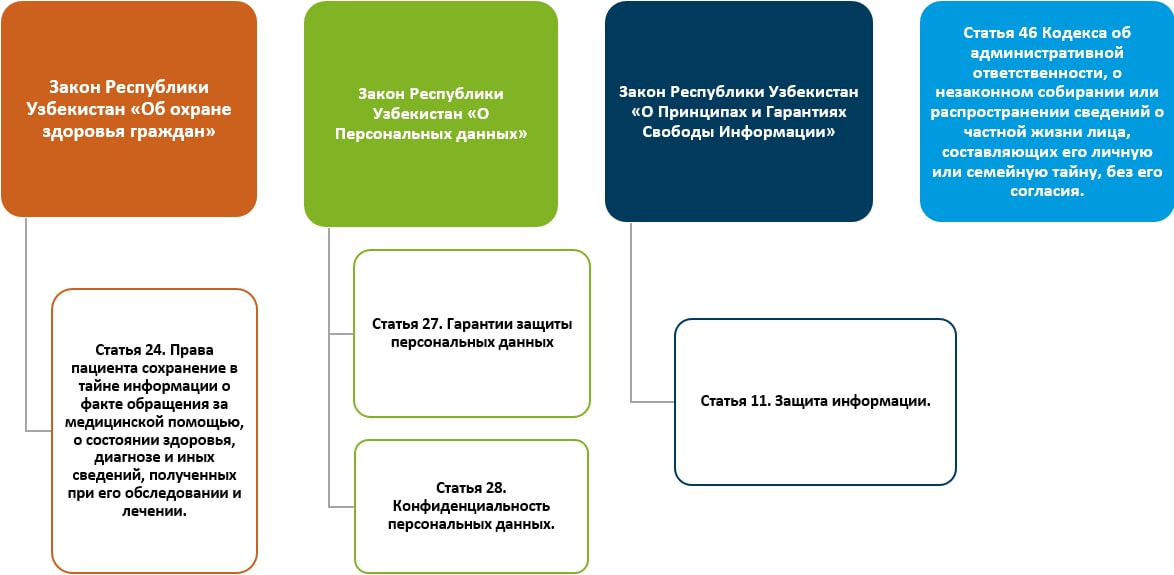 Закон Республики
Узбекистан «Об охране
здоровья граждан»
Статья 24. Права
пациента сохранение в
тайне информации о
факте обращения за
медицинской помощью,
о состоянии здоровья,
диагнозе и иных
сведений, полученных
при его обследовании и
лечении.
Закон Республики
Узбекистан «О
Персональных данных»
Статья 27. Гарантии защиты
персональных данных
Статья 28.
Конфиденциальность
персональных данных.
Закон Республики Узбекистан
«О Принципах и Гарантиях
Свободы Информации»
Статья 11. Защита информации.
Статья 46 Кодекса об
административной
ответственности, о
незаконном собирании или
распространении сведений о
частной жизни лица,
составляющих его личную
или семейную тайну, без его
согласия.